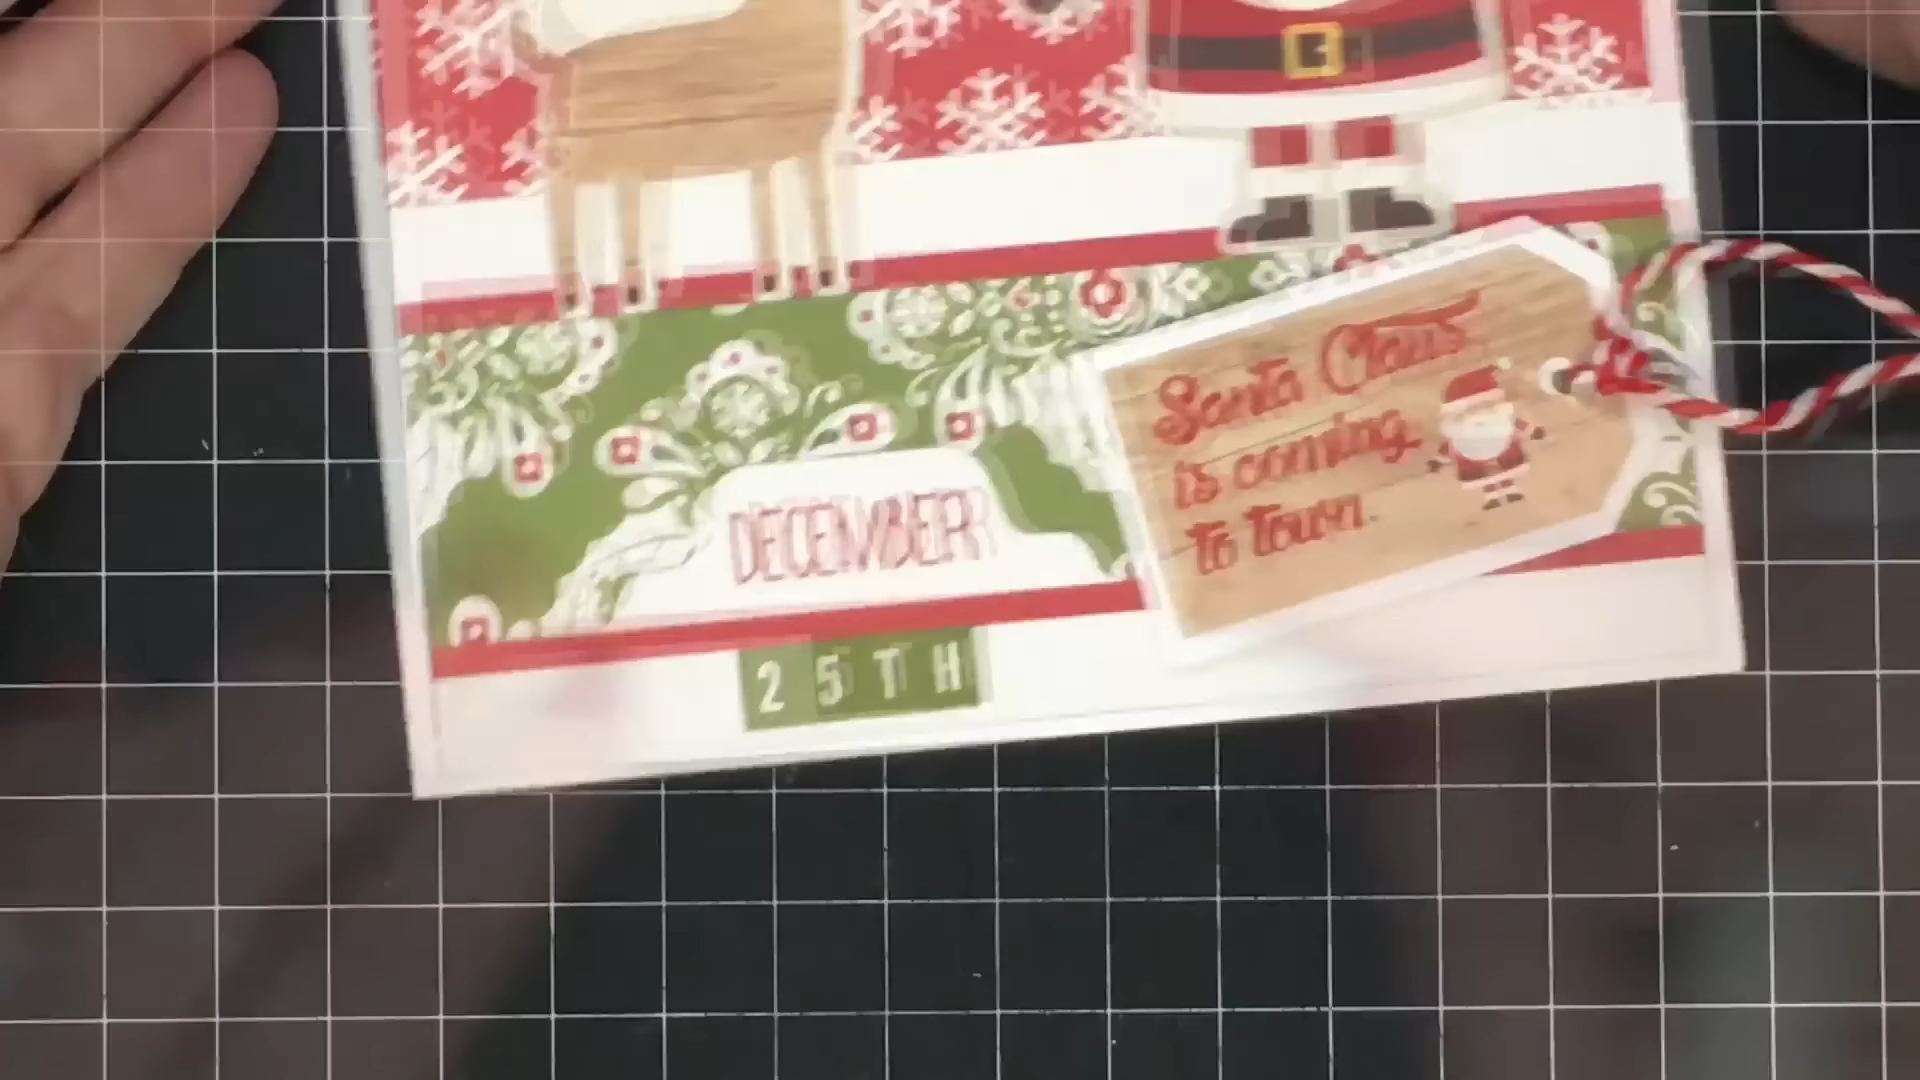 Santa Claus
is coming
to town.
DECEMBER
25TH